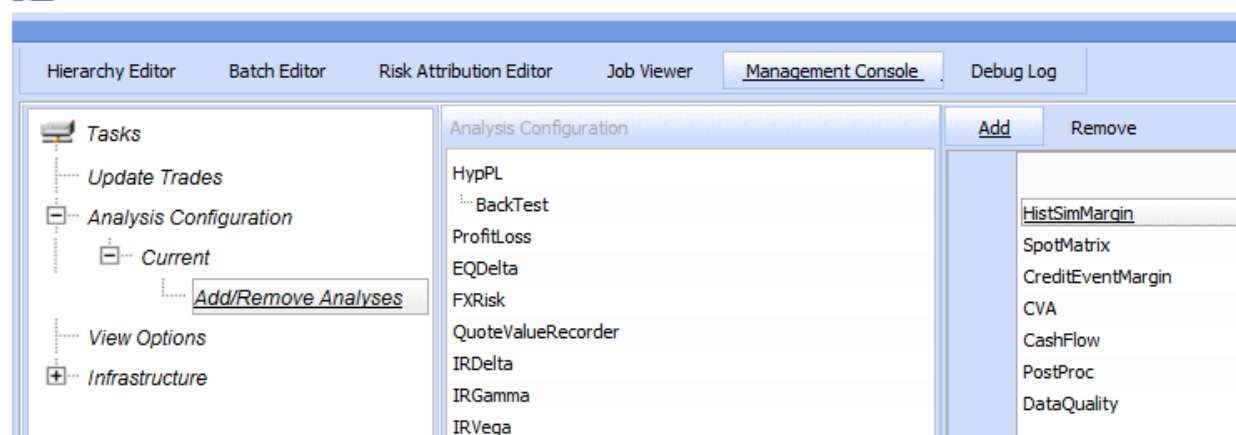 Hierarchy Editor Batch Editor Risk Attribution Editor Job Viewer Management Console Debug Log
Tasks
Update Trades
Analysis Configuration
Current
Add/Remove Analyses
View Options
Infrastructure
Analysis Configuration
HypPL
BackTest
ProfitLoss
EQDelta
FXRisk
QuoteValueRecorder
IRDelta
IRGamma
IRVega
Add Remove
HistSimMargin
SpotMatrix
CreditEventMargin
CVA
CashFlow
PostProc
DataQuality